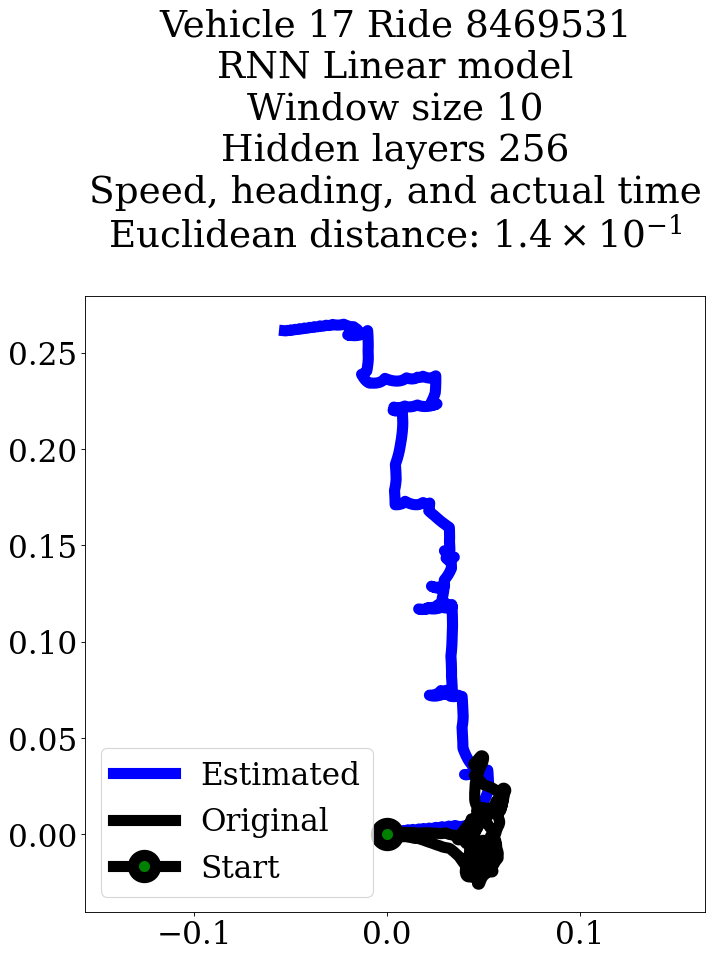 Vehicle 17 Ride 8469531
RNN Linear model
Window size 10
Hidden layers 256
Speed, heading, and actual time
Euclidean distance: 1.4 × 10⁻¹
0.25
0.20
0.15
0.10
0.05
0.00
Estimated
Original
Start
−0.1 0.0 0.1